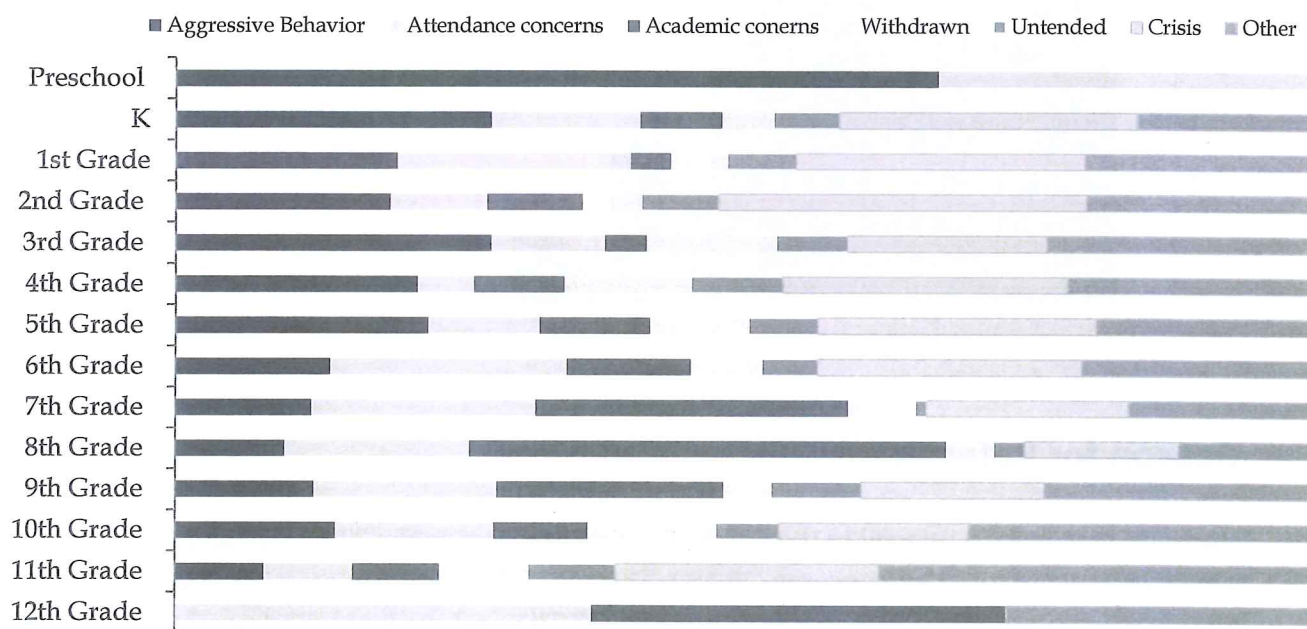 Aggressive Behavior Attendance concerns Academic conerns Withdrawn Untended Crisis Other
Preschool
K
1st Grade
2nd Grade
3rd Grade
4th Grade
5th Grade
6th Grade
7th Grade
8th Grade
9th Grade
10th Grade
11th Grade
12th Grade